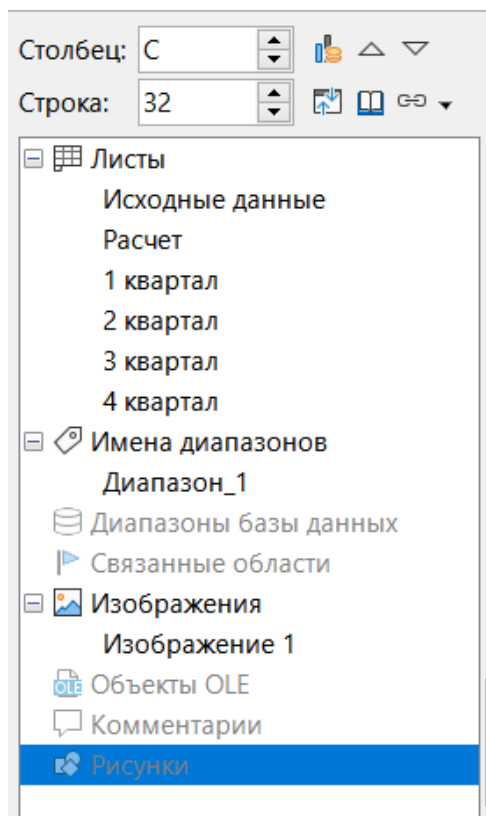 Столбец: C
Строка: 32
Листы
Исходные данные
Расчет
1 квартал
2 квартал
3 квартал
4 квартал
Имена диапазонов
Диапазон_1
Диапазоны базы данных
Связанные области
Изображения
Изображение 1
OLE Объекты OLE
Комментарии
Рисунки